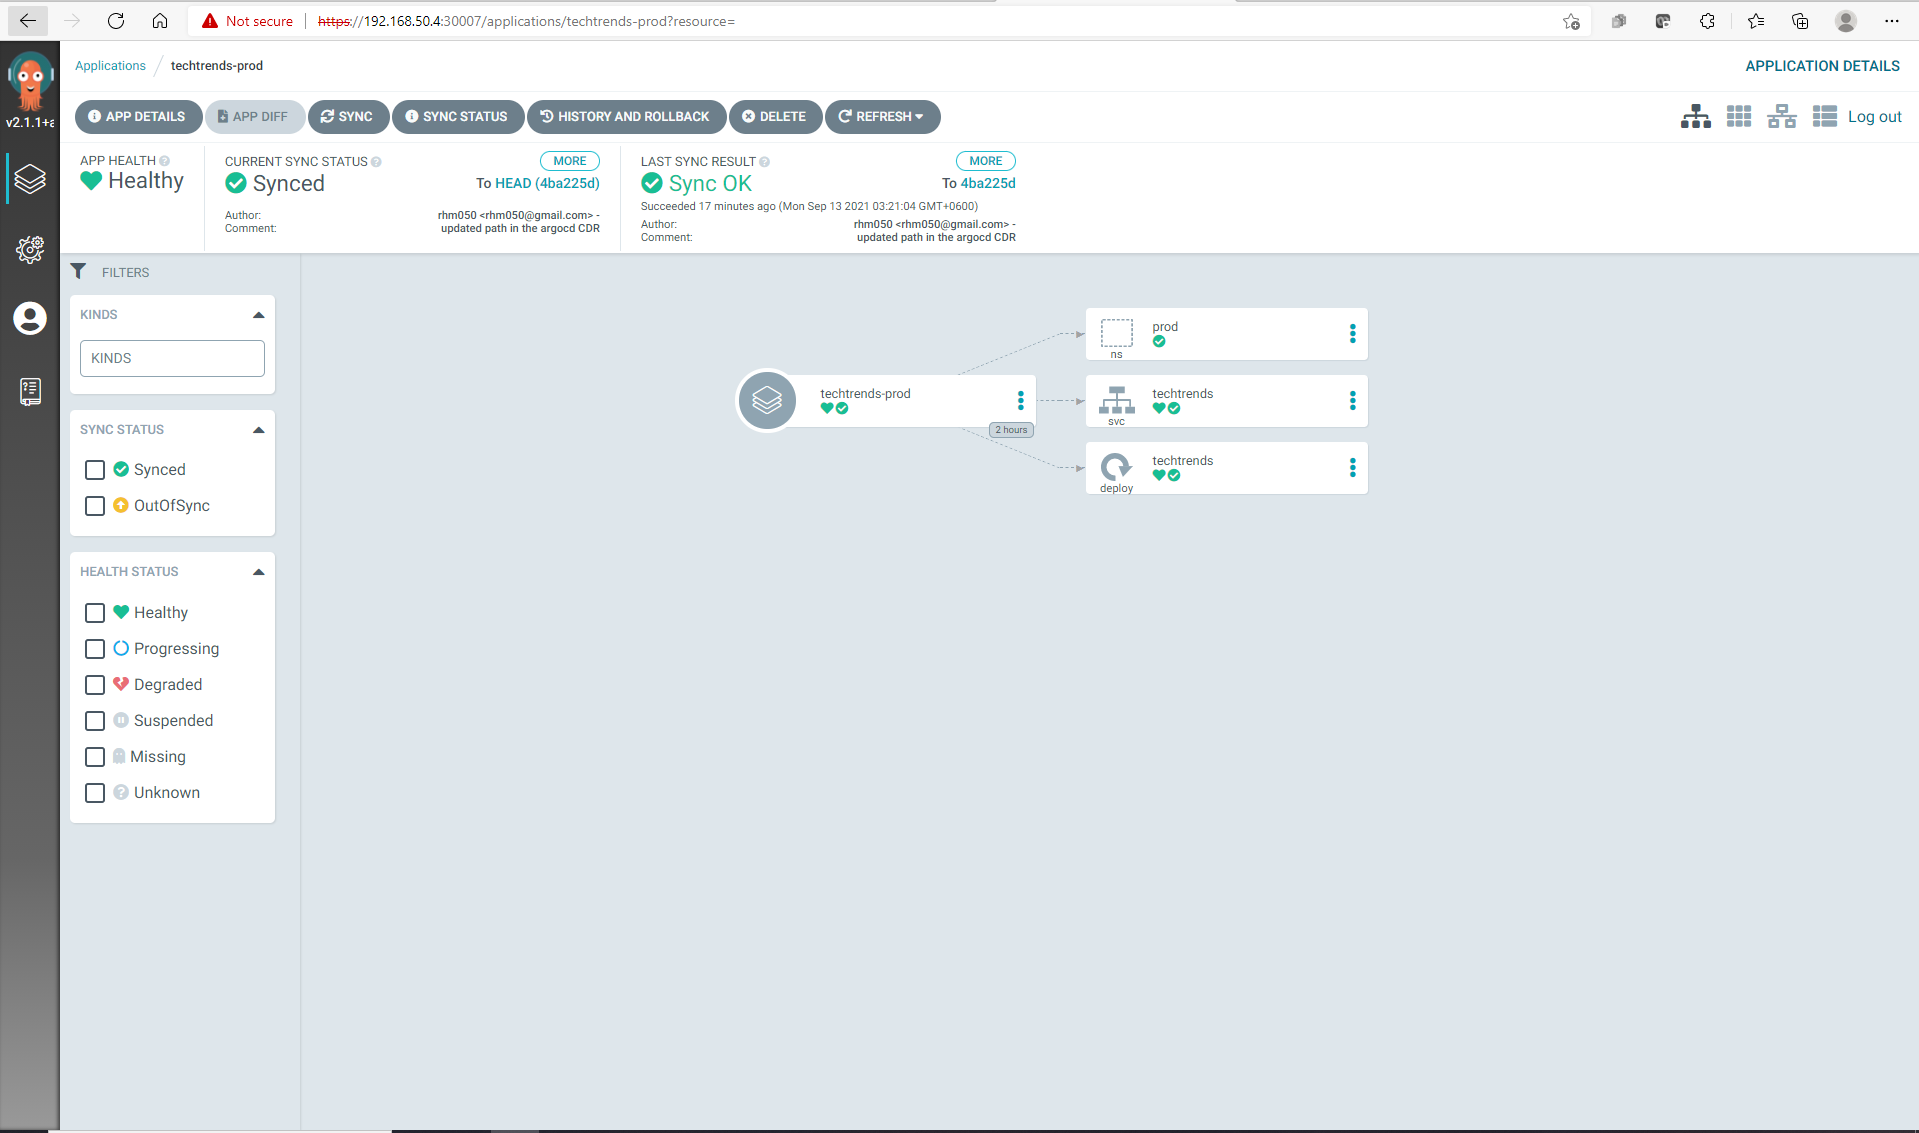 Not secure https://192.168.50.4:30007/applications/techtrends-prod?resource=
v2.1.1+a
Applications / techtrends-prod
APPLICATION DETAILS
APP DETAILS APP DIFF SYNC SYNC STATUS HISTORY AND ROLLBACK DELETE REFRESH
Log out
APP HEALTH
Healthy
CURRENT SYNC STATUS MORE
Synced To HEAD (4ba225d)
Author: rhm050 <rhm050@gmail.com> -
Comment: updated path in the argocd CDR
LAST SYNC RESULT MORE
Sync OK To 4ba225d
Succeeded 17 minutes ago (Mon Sep 13 2021 03:21:04 GMT+0600)
Author: rhm050 <rhm050@gmail.com> -
Comment: updated path in the argocd CDR
FILTERS
KINDS
KINDS
SYNC STATUS
Synced
OutOfSync
HEALTH STATUS
Healthy
Progressing
Degraded
Suspended
Missing
Unknown
techtrends-prod
2 hours
prod
ns
techtrends
svc
techtrends
deploy